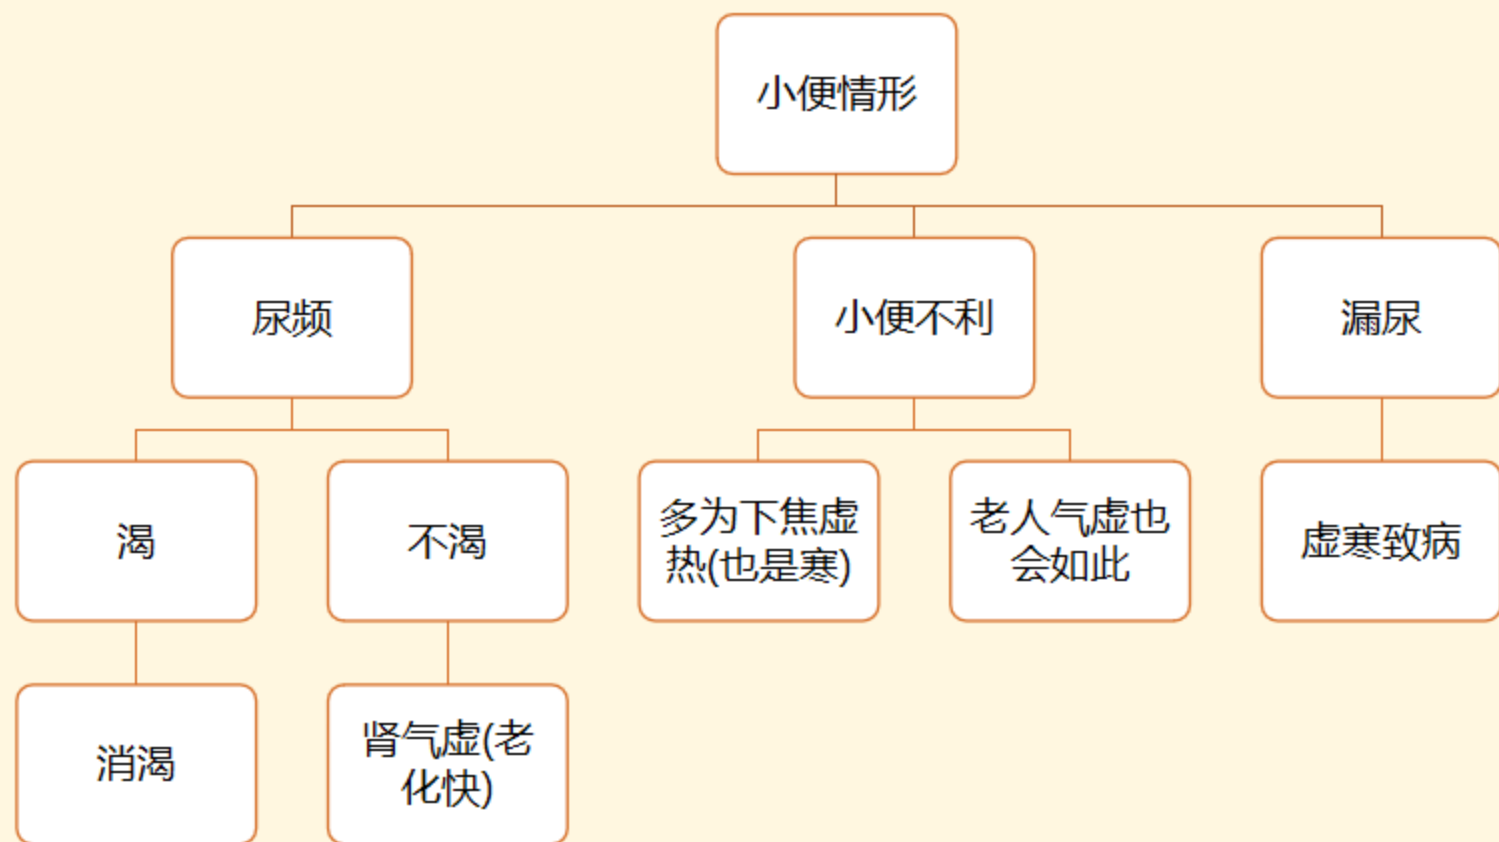 小便情形
尿频
小便不利
漏尿
渴
不渴
多为下焦虚
热(也是寒)
老人气虚也
会如此
虚寒致病
消渴
肾气虚(老
化快)